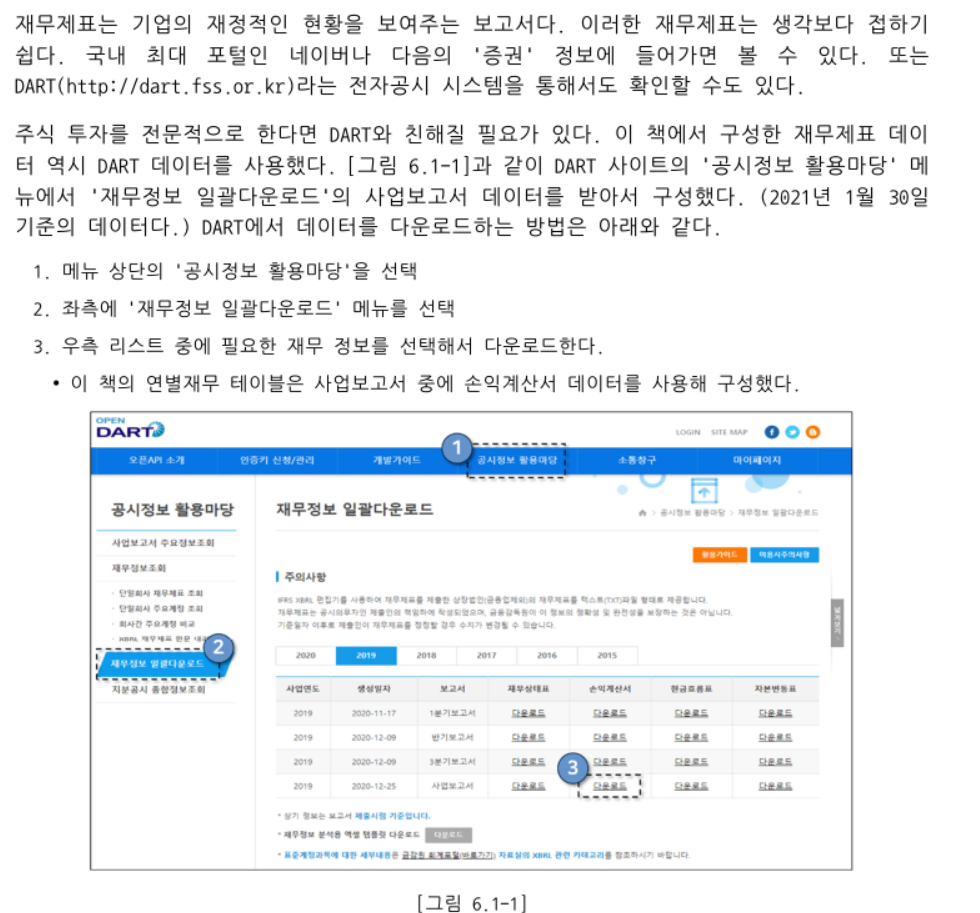 재무제표는 기업의 재정적인 현황을 보여주는 보고서다. 이러한 재무제표는 생각보다 접하기
쉽다. 국내 최대 포털인 네이버나 다음의 '증권' 정보에 들어가면 볼 수 있다. 또는
DART(http://dart.fss.or.kr)라는 전자공시 시스템을 통해서도 확인할 수도 있다.
주식 투자를 전문적으로 한다면 DART와 친해질 필요가 있다. 이 책에서 구성한 재무제표 데이
터 역시 DART 데이터를 사용했다. [그림 6.1-1]과 같이 DART 사이트의 '공시정보 활용마당' 메
뉴에서 '재무정보 일괄다운로드'의 사업보고서 데이터를 받아서 구성했다. (2021년 1월 30일
기준의 데이터다.) DART에서 데이터를 다운로드하는 방법은 아래와 같다.
1. 메뉴 상단의 '공시정보 활용마당'을 선택
2. 좌측에 '재무정보 일괄다운로드' 메뉴를 선택
3. 우측 리스트 중에 필요한 재무 정보를 선택해서 다운로드한다.
• 이 책의 연별재무 테이블은 사업보고서 중에 손익계산서 데이터를 사용해 구성했다.
OPEN
DART
LOGIN SITE MAP
오픈API 소개 인증키 신청/관리 개발가이드 1 공시정보 활용마당 소통창구 마이페이지
공시정보 활용마당
사업보고서 주요정보조회
재무정보조회
· 단일회사 재무제표 조회
· 단일회사 주요계정 조회
· 회사간 주요계정 비교
· XBRL 재무제표 원문
2
재무정보 일괄다운로드
지분공시 종합정보조회
재무정보 일괄다운로드
> 공시정보 활용마당 > 재무정보 일괄다운로드
활용가이드 이용시주의사항
주의사항
IFRS XBRL 편집기를 사용하여 재무제표를 제출한 상장법인(금융업제외)의 재무제표를 텍스트(TXT)파일 형태로 제공합니다.
재무제표는 공시의무자인 제출인의 책임하에 작성되었으며, 금융감독원이 이 정보의 정확성 및 완전성을 보장하는 것은 아닙니다.
기준일자 이후로 제출인이 재무제표를 정정할 경우 수치가 변경될 수 있습니다.
펼쳐보기
2020 2019 2018 2017 2016 2015
사업연도 생성일자 보고서 재무상태표 손익계산서 현금흐름표 자본변동표
2019 2020-11-17 1분기보고서 다운로드 다운로드 다운로드 다운로드
2019 2020-12-09 반기보고서 다운로드 다운로드 다운로드 다운로드
2019 2020-12-09 3분기보고서 다운로드 다운로드 다운로드 다운로드
3
2019 2020-12-25 사업보고서 다운로드 다운로드 다운로드 다운로드
* 상기 정보는 보고서 제출시점 기준입니다.
* 재무정보 분석용 엑셀 템플릿 다운로드 다운로드
* 표준계정과목에 대한 세부내용은 금감원 회계포털(바로가기) 자료실의 XBRL 관련 카테고리를 참조하시기 바랍니다.
[그림 6.1-1]